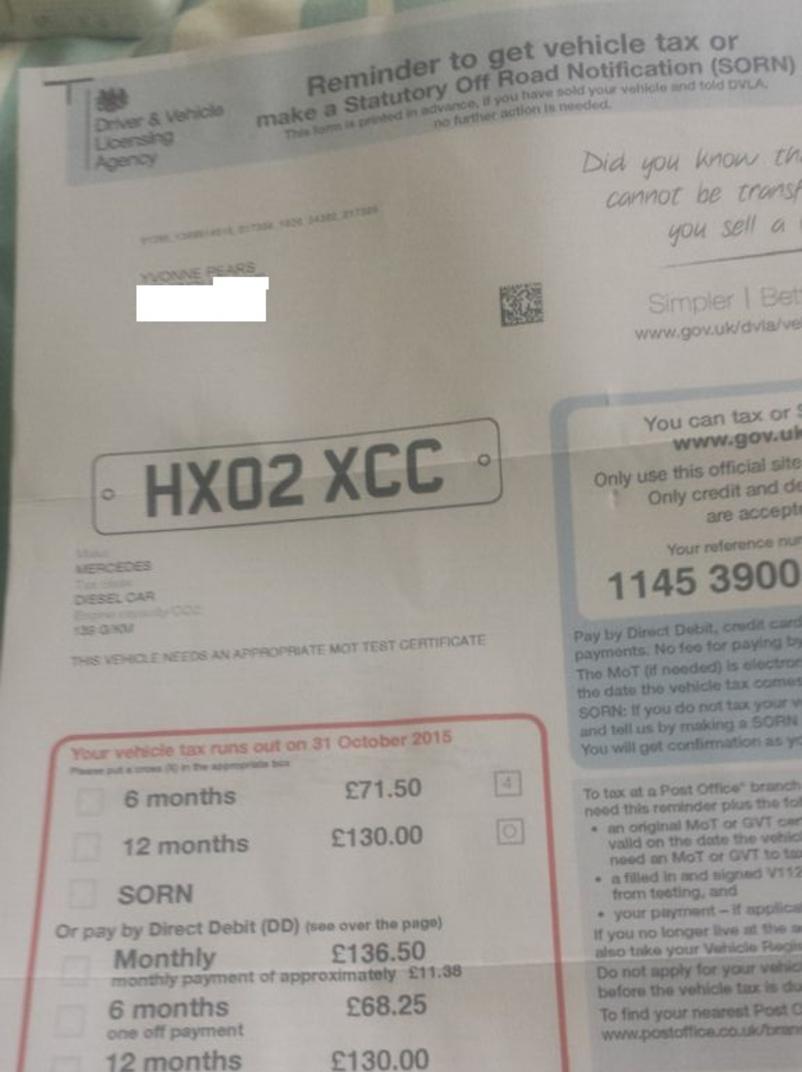 Reminder to get vehicle tax or
make a Statutory Off Road Notification (SORN)
This form is printed in advance, if you have sold your vehicle and told DVLA,
no further action is needed.
Driver & Vehicle
Licensing
Agency
Did you know th
cannot be transf
you sell a
YVONNE PEARS
Simpler | Bett
www.gov.uk/dvla/ve
HX02 XCC
You can tax or S
www.gov.uk
Only use this official site
Only credit and de
are accept
Your reference nu
1145 3900
Make
MERCEDES
Tax class
DIESEL CAR
Engine capacity/CO2
139 G/KM
THIS VEHICLE NEEDS AN APPROPRIATE MOT TEST CERTIFICATE
Pay by Direct Debit, credit card
payments. No fee for paying by
The MoT (if needed) is electron
the date the vehicle tax comes
SORN: If you do not tax your v
and tell us by making a SORN
You will get confirmation as yo
Your vehicle tax runs out on 31 October 2015
Please put a cross (X) in the appropriate box
6 months £71.50 4
12 months £130.00 0
SORN
Or pay by Direct Debit (DD) (see over the page)
Monthly £136.50
monthly payment of approximately £11.38
6 months £68.25
one off payment
12 months £130.00
To tax at a Post Office® branch
need this reminder plus the fol
• an original MoT or GVT cer
valid on the date the vehic
need an MoT or GVT to ta
• a filled in and signed V112
from testing, and
• your payment – if applica
If you no longer live at the a
also take your Vehicle Regis
Do not apply for your vehic
before the vehicle tax is du
To find your nearest Post O
www.postoffice.co.uk/bran